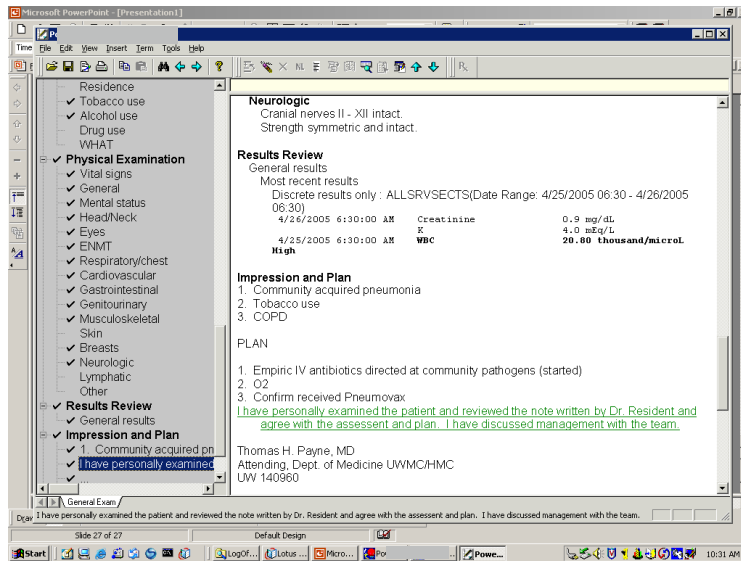 Microsoft PowerPoint - [Presentation1]
File Edit View Insert Term Tools Help
Residence
Tobacco use
Alcohol use
Drug use
WHAT
Physical Examination
Vital signs
General
Mental status
Head/Neck
Eyes
ENMT
Respiratory/chest
Cardiovascular
Gastrointestinal
Genitourinary
Musculoskeletal
Skin
Breasts
Neurologic
Lymphatic
Other
Results Review
General results
Impression and Plan
1. Community acquired pn
I have personally examined
...
General Exam
Neurologic
Cranial nerves II - XII intact.
Strength symmetric and intact.
Results Review
General results
Most recent results
Discrete results only : ALLSRVSECTS(Date Range: 4/25/2005 06:30 - 4/26/2005
06:30)
4/26/2005 6:30:00 AM Creatinine 0.9 mg/dL
K 4.0 mEq/L
4/25/2005 6:30:00 AM WBC 20.80 thousand/microL
High
Impression and Plan
1. Community acquired pneumonia
2. Tobacco use
3. COPD
PLAN
1. Empiric IV antibiotics directed at community pathogens (started)
2. O2
3. Confirm received Pneumovax
I have personally examined the patient and reviewed the note written by Dr. Resident and
agree with the assessent and plan. I have discussed management with the team.
Thomas H. Payne, MD
Attending, Dept. of Medicine UWMC/HMC
UW 140960
I have personally examined the patient and reviewed the note written by Dr. Resident and agree with the assessent and plan. I have discussed management with the team.
Slide 27 of 27 Default Design
Start LogOf... Lotus ... Micro... Po ... Powe... 10:31 AM